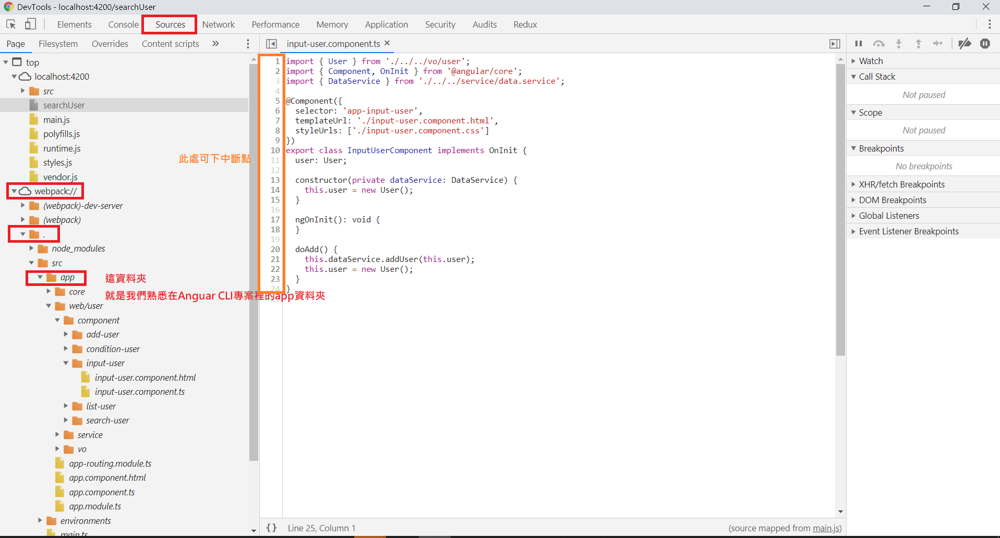 DevTools - localhost:4200/searchUser
Elements Console Sources Network Performance Memory Application Security Audits Redux
Page Filesystem Overrides Content scripts »
input-user.component.ts ×
top
localhost:4200
src
searchUser
main.js
polyfills.js
runtime.js
styles.js
vendor.js
webpack://
(webpack)-dev-server
(webpack)
.
node_modules
src
app
core
web/user
component
add-user
condition-user
input-user
input-user.component.html
input-user.component.ts
list-user
search-user
service
vo
app-routing.module.ts
app.component.html
app.component.ts
app.module.ts
environments
main.ts
此處可下中斷點
這資料夾
就是我們熟悉在Anguar CLI專案裡的app資料夾
1 import { User } from './../../vo/user';
2 import { Component, OnInit } from '@angular/core';
3 import { DataService } from './../../service/data.service';
4
5 @Component({
6 selector: 'app-input-user',
7 templateUrl: './input-user.component.html',
8 styleUrls: ['./input-user.component.css']
9 })
10 export class InputUserComponent implements OnInit {
11 user: User;
12
13 constructor(private dataService: DataService) {
14 this.user = new User();
15 }
16
17 ngOnInit(): void {
18 }
19
20 doAdd() {
21 this.dataService.addUser(this.user);
22 this.user = new User();
23 }
24 }
{} Line 25, Column 1
(source mapped from main.js)
Watch
Call Stack
Not paused
Scope
Not paused
Breakpoints
No breakpoints
XHR/fetch Breakpoints
DOM Breakpoints
Global Listeners
Event Listener Breakpoints